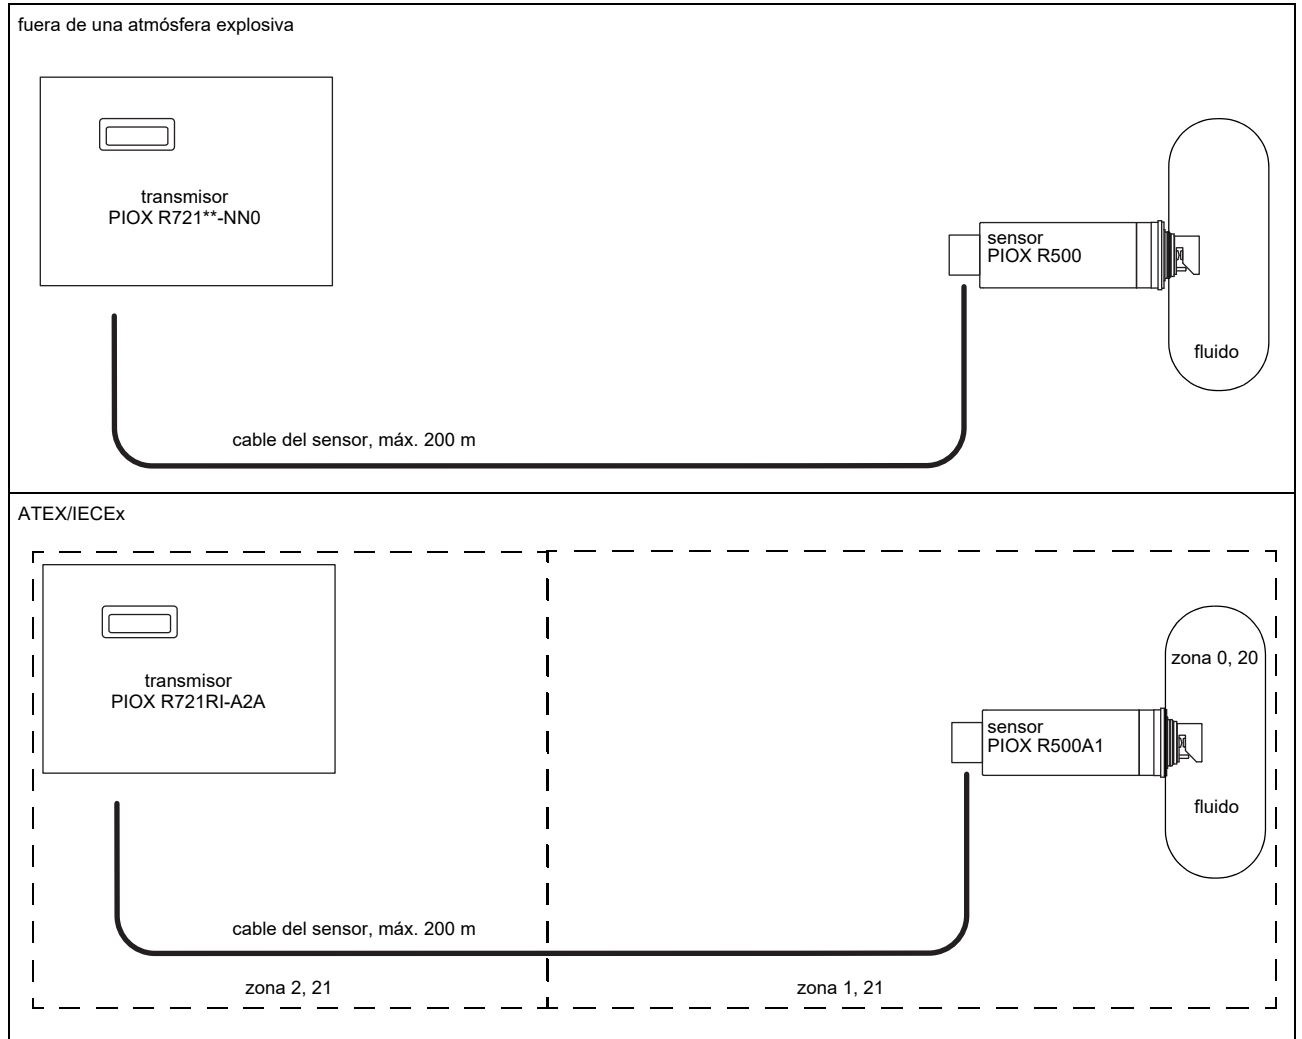 fuera de una atmósfera explosiva
transmisor
PIOX R721**-NN0
sensor
PIOX R500
fluido
cable del sensor, máx. 200 m
ATEX/IECEx
transmisor
PIOX R721RI-A2A
zona 0, 20
sensor
PIOX R500A1
fluido
cable del sensor, máx. 200 m
zona 2, 21
zona 1, 21